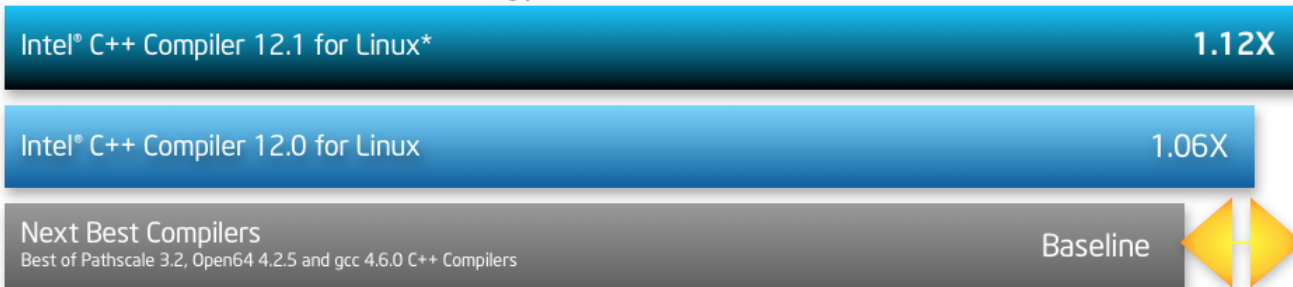 Intel® C++ Compiler 12.1 for Linux* 1.12X
Intel® C++ Compiler 12.0 for Linux 1.06X
Next Best Compilers Baseline
Best of Pathscale 3.2, Open64 4.2.5 and gcc 4.6.0 C++ Compilers